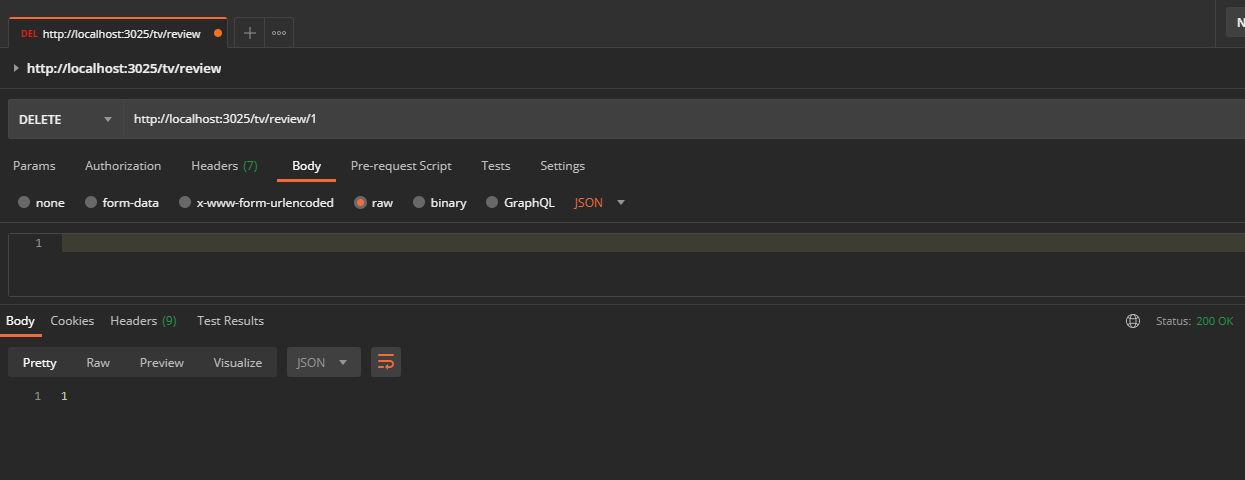 DEL http://localhost:3025/tv/review
N
http://localhost:3025/tv/review
DELETE http://localhost:3025/tv/review/1
Params Authorization Headers (7) Body Pre-request Script Tests Settings
none form-data x-www-form-urlencoded raw binary GraphQL JSON
1
Body Cookies Headers (9) Test Results Status: 200 OK
Pretty Raw Preview Visualize JSON
1 1